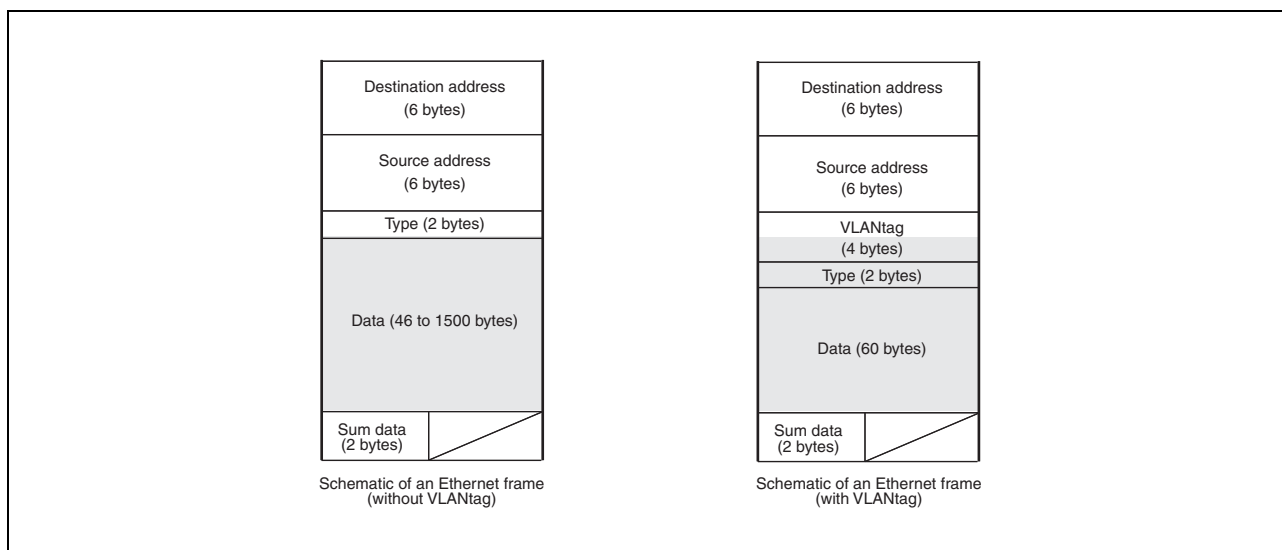 Destination address
(6 bytes)
Source address
(6 bytes)
Type (2 bytes)
Data (46 to 1500 bytes)
Sum data
(2 bytes)
Schematic of an Ethernet frame
(without VLANtag)
Destination address
(6 bytes)
Source address
(6 bytes)
VLANtag
(4 bytes)
Type (2 bytes)
Data (60 bytes)
Sum data
(2 bytes)
Schematic of an Ethernet frame
(with VLANtag)